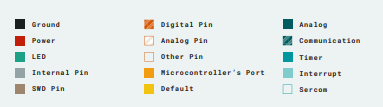 Ground
Power
LED
Internal Pin
SWD Pin
Digital Pin
Analog Pin
Other Pin
Microcontroller's Port
Default
Analog
Communication
Timer
Interrupt
Sercom